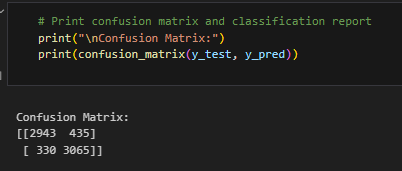 # Print confusion matrix and classification report
print("\nConfusion Matrix:")
print(confusion_matrix(y_test, y_pred))
Confusion Matrix:
[[2943  435]
 [ 330 3065]]